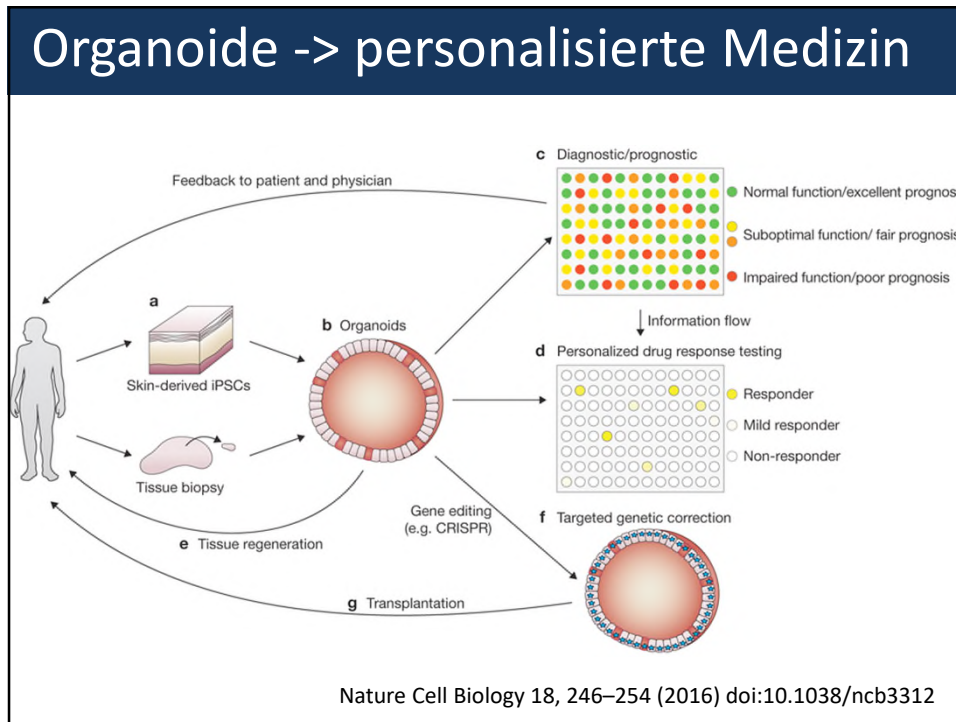 Organoide -> personalisierte Medizin
c Diagnostic/prognostic
Feedback to patient and physician
Normal function/excellent prognos
Suboptimal function/ fair prognosis
Impaired function/poor prognosis
a
Information flow
b Organoids
d Personalized drug response testing
Skin-derived iPSCs
Responder
Mild responder
Non-responder
Tissue biopsy
Gene editing
(e.g. CRISPR)
f Targeted genetic correction
e Tissue regeneration
g Transplantation
Nature Cell Biology 18, 246–254 (2016) doi:10.1038/ncb3312